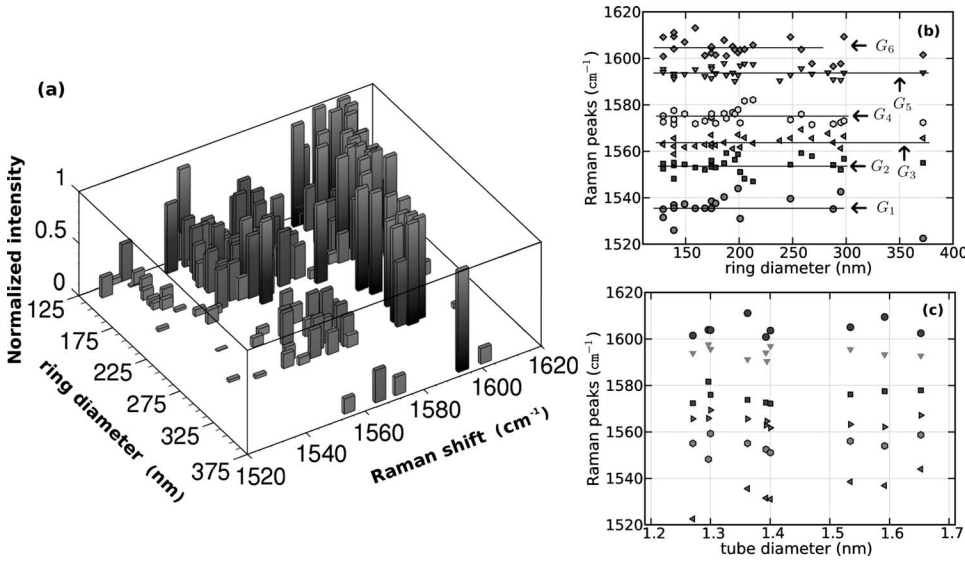 (a)
Normalized intensity
1
0.5
0
125
175
225
275
325
375
ring diameter (nm)
1520
1540
1560
1580
1600
1620
Raman shift (cm-1)
(b)
Raman peaks (cm−1)
1620
1600
1580
1560
1540
1520
G6
G5
G4
G3
G2
G1
100 150 200 250 300 350 400
ring diameter (nm)
(c)
Raman peaks (cm−1)
1620
1600
1580
1560
1540
1520
1.2 1.3 1.4 1.5 1.6 1.7
tube diameter (nm)